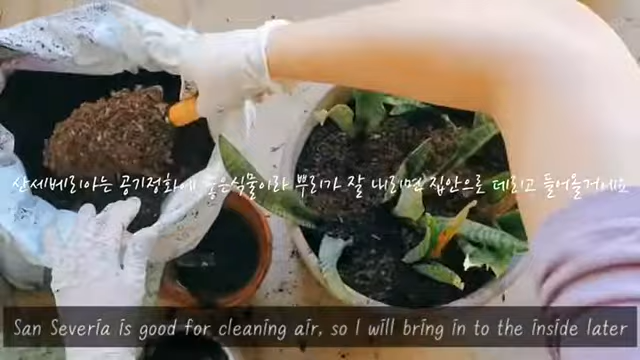 산세베리아는 공기정화에 좋은식물이라 뿌리가 잘 내리면 집안으로 데리고 들어올거에요
San Severia is good for cleaning air, so I will bring in to the inside later